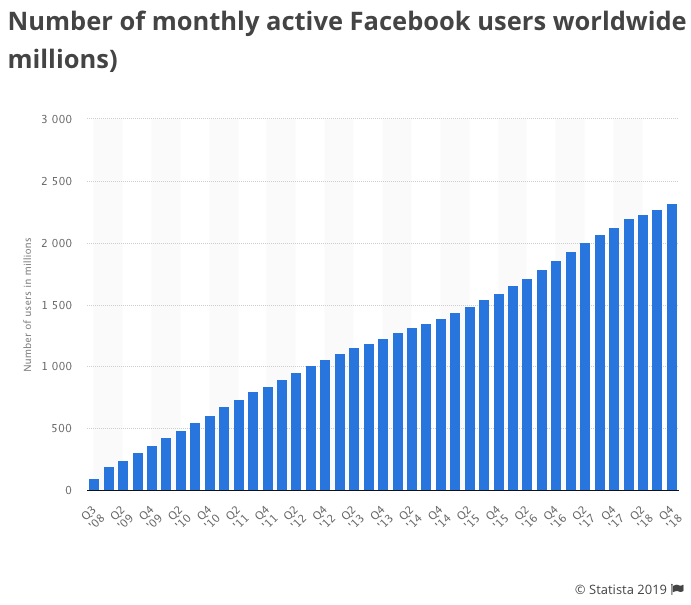 Number of monthly active Facebook users worldwide
millions)
3 000
2 500
2 000
1 500
1 000
500
0
Number of users in millions
Q3 '08
Q2 '09
Q4 '09
Q2 '10
Q4 '10
Q2 '11
Q4 '11
Q2 '12
Q4 '12
Q2 '13
Q4 '13
Q2 '14
Q4 '14
Q2 '15
Q4 '15
Q2 '16
Q4 '16
Q2 '17
Q4 '17
Q2 '18
Q4 '18
© Statista 2019